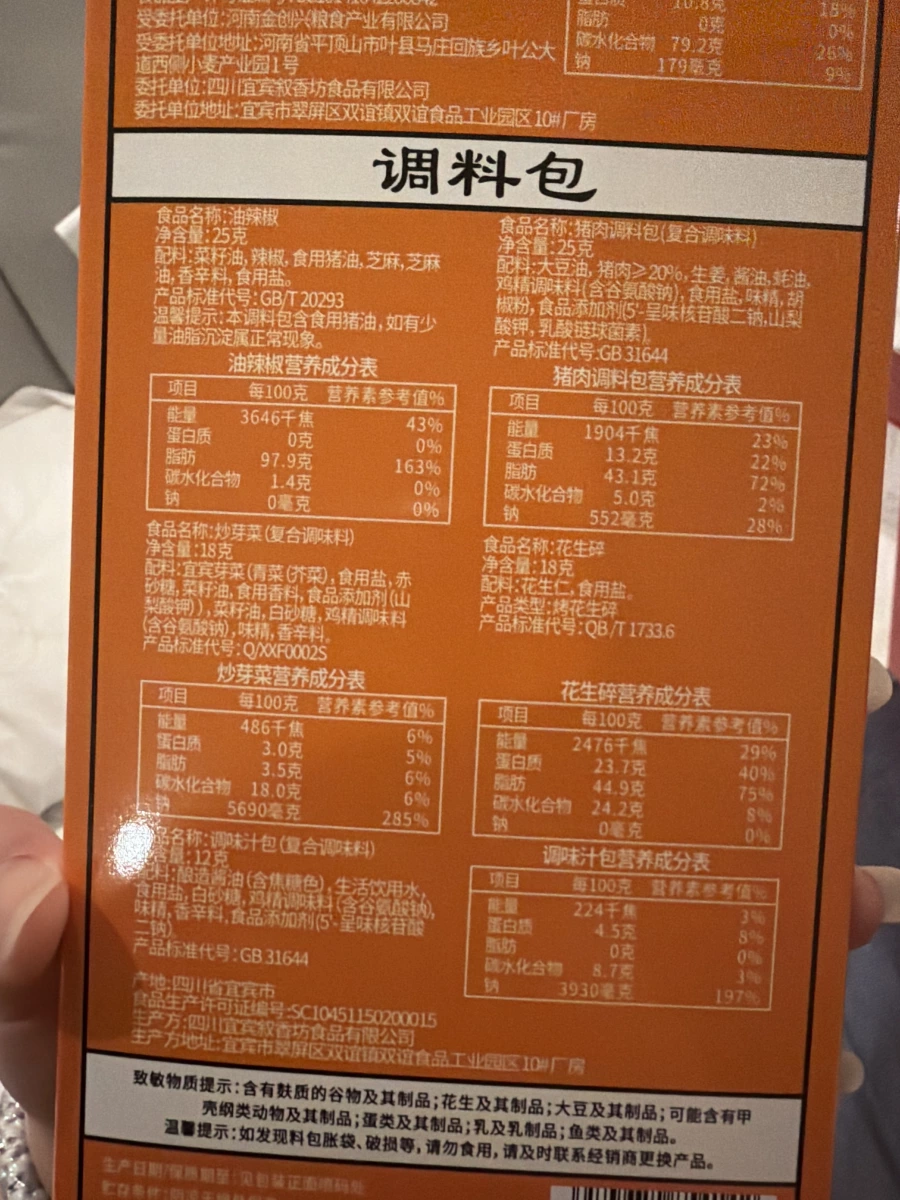 受委托单位:河南金创兴粮食产业有限公司
受委托单位地址:河南省平顶山市叶县马庄回族乡叶公大
道西侧小麦产业园1号
委托单位:四川宜宾叙香坊食品有限公司
委托单位地址:宜宾市翠屏区双谊镇双谊食品工业园区10#厂房
10.8克 18%
脂肪 0克 0%
碳水化合物 79.2克 26%
钠 179毫克 9%
调料包
食品名称:油辣椒
净含量:25克
配料:菜籽油,辣椒,食用猪油,芝麻,芝麻
油,香辛料,食用盐。
产品标准代号:GB/T 20293
温馨提示:本调料包含食用猪油,如有少
量油脂沉淀属正常现象。
油辣椒营养成分表
项目 每100克 营养素参考值%
能量 3646千焦 43%
蛋白质 0克 0%
脂肪 97.9克 163%
碳水化合物 1.4克 0%
钠 0毫克 0%
食品名称:猪肉调料包(复合调味料)
净含量:25克
配料:大豆油,猪肉≥20%,生姜,酱油,蚝油,
鸡精调味料(含谷氨酸钠),食用盐,味精,胡
椒粉,食品添加剂(5'-呈味核苷酸二钠,山梨
酸钾,乳酸链球菌素)。
产品标准代号:GB 31644
猪肉调料包营养成分表
项目 每100克 营养素参考值%
能量 1904千焦 23%
蛋白质 13.2克 22%
脂肪 43.1克 72%
碳水化合物 5.0克 2%
钠 552毫克 28%
食品名称:炒芽菜(复合调味料)
净含量:18克
配料:宜宾芽菜(青菜(芥菜),食用盐,赤
砂糖,菜籽油,食用香料,食品添加剂(山
梨酸钾)),菜籽油,白砂糖,鸡精调味料
(含谷氨酸钠),味精,香辛料。
产品标准代号:Q/XXF0002S
炒芽菜营养成分表
项目 每100克 营养素参考值%
能量 486千焦 6%
蛋白质 3.0克 5%
脂肪 3.5克 6%
碳水化合物 18.0克 6%
钠 5690毫克 285%
食品名称:花生碎
净含量:18克
配料:花生仁,食用盐。
产品类型:烤花生碎
产品标准代号:QB/T 1733.6
花生碎营养成分表
项目 每100克 营养素参考值%
能量 2476千焦 29%
蛋白质 23.7克 40%
脂肪 44.9克 75%
碳水化合物 24.2克 8%
钠 0毫克 0%
品名称:调味汁包(复合调味料)
含量:12克
料:酿造酱油(含焦糖色),生活饮用水,
食用盐,白砂糖,鸡精调味料(含谷氨酸钠),
味精,香辛料,食品添加剂(5'-呈味核苷酸
二钠)。
产品标准代号:GB 31644
调味汁包营养成分表
项目 每100克 营养素参考值%
能量 224千焦 3%
蛋白质 4.5克 8%
脂肪 0克 0%
碳水化合物 8.7克 3%
钠 3930毫克 197%
产地:四川省宜宾市
食品生产许可证编号:SC10451150200015
生产方:四川宜宾叙香坊食品有限公司
生产方地址:宜宾市翠屏区双谊镇双谊食品工业园区10#厂房
致敏物质提示:含有麸质的谷物及其制品;花生及其制品;大豆及其制品;可能含有甲
壳纲类动物及其制品;蛋类及其制品;乳及乳制品;鱼类及其制品。
温馨提示:如发现料包胀袋、破损等,请勿食用,请及时联系经销商更换产品。
生产日期/保质期至:见包装正面喷码处